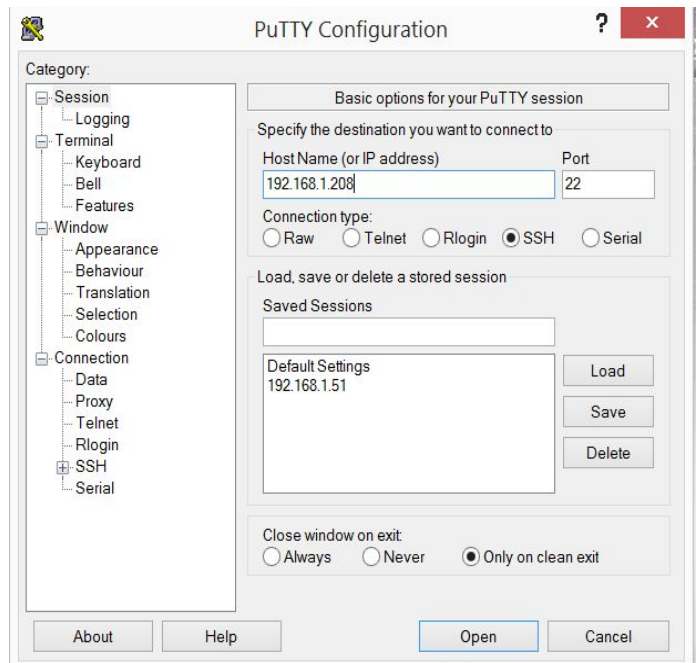 PuTTY Configuration
?
Category:
Session
Logging
Terminal
Keyboard
Bell
Features
Window
Appearance
Behaviour
Translation
Selection
Colours
Connection
Data
Proxy
Telnet
Rlogin
SSH
Serial
Basic options for your PuTTY session
Specify the destination you want to connect to
Host Name (or IP address) Port
192.168.1.208 22
Connection type:
Raw Telnet Rlogin SSH Serial
Load, save or delete a stored session
Saved Sessions
Default Settings
192.168.1.51
Load
Save
Delete
Close window on exit:
Always Never Only on clean exit
About Help Open Cancel